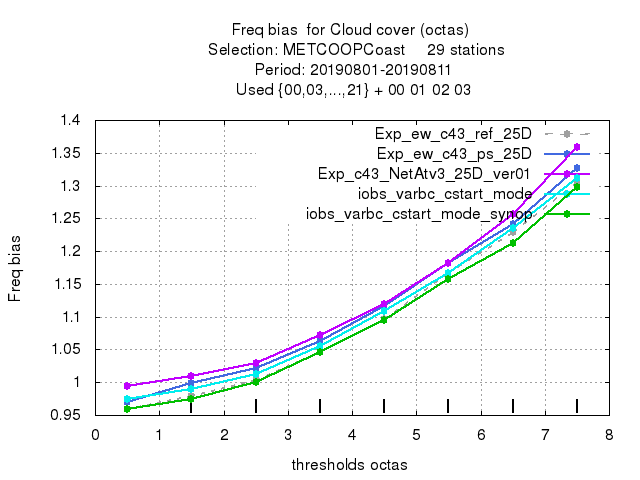 Freq bias  for Cloud cover (octas)
Selection: METCOOPCoast     29 stations
Period: 20190801-20190811
Used {00,03,...,21} + 00 01 02 03
Exp_ew_c43_ref_25D
Exp_ew_c43_ps_25D
Exp_c43_NetAtv3_25D_ver01
iobs_varbc_cstart_mode
iobs_varbc_cstart_mode_synop
1.4
1.35
1.3
1.25
1.2
1.15
1.1
1.05
1
0.95
Freq bias
0 1 2 3 4 5 6 7 8
thresholds octas